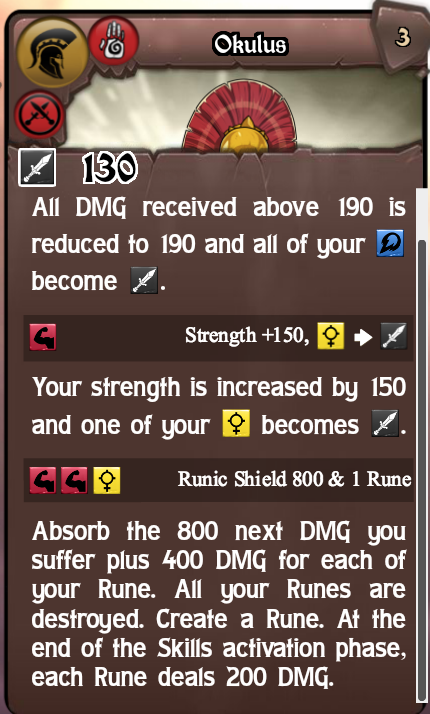 Okulus
3
130
All DMG received above 190 is
reduced to 190 and all of your
become .
Strength +150,
Your strength is increased by 150
and one of your becomes .
Runic Shield 800 & 1 Rune
Absorb the 800 next DMG you
suffer plus 400 DMG for each of
your Rune. All your Runes are
destroyed. Create a Rune. At the
end of the Skills activation phase,
each Rune deals 200 DMG.